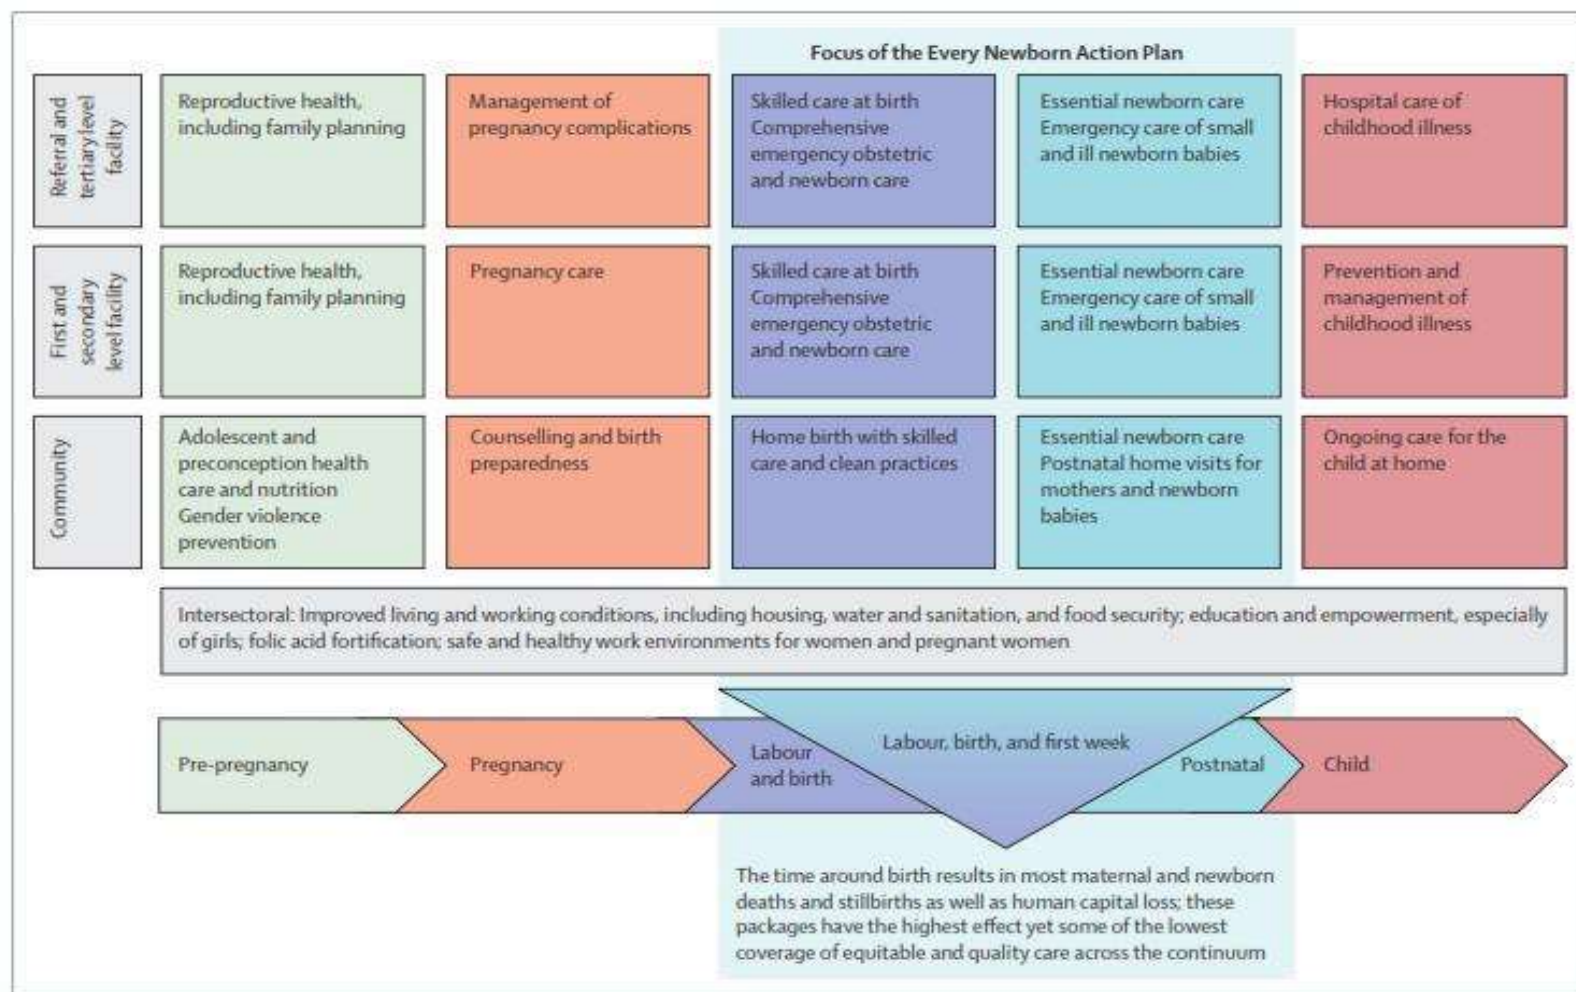 Focus of the Every Newborn Action Plan
Referral and
tertiary level
facility
Reproductive health,
including family planning
Management of
pregnancy complications
Skilled care at birth
Comprehensive
emergency obstetric
and newborn care
Essential newborn care
Emergency care of small
and ill newborn babies
Hospital care of
childhood illness
First and
secondary
level facility
Reproductive health,
including family planning
Pregnancy care
Skilled care at birth
Comprehensive
emergency obstetric
and newborn care
Essential newborn care
Emergency care of small
and ill newborn babies
Prevention and
management of
childhood illness
Community
Adolescent and
preconception health
care and nutrition
Gender violence
prevention
Counselling and birth
preparedness
Home birth with skilled
care and clean practices
Essential newborn care
Postnatal home visits for
mothers and newborn
babies
Ongoing care for the
child at home
Intersectoral: Improved living and working conditions, including housing, water and sanitation, and food security; education and empowerment, especially
of girls; folic acid fortification; safe and healthy work environments for women and pregnant women
Pre-pregnancy
Pregnancy
Labour
and birth
Labour, birth, and first week
Postnatal
Child
The time around birth results in most maternal and newborn
deaths and stillbirths as well as human capital loss; these
packages have the highest effect yet some of the lowest
coverage of equitable and quality care across the continuum